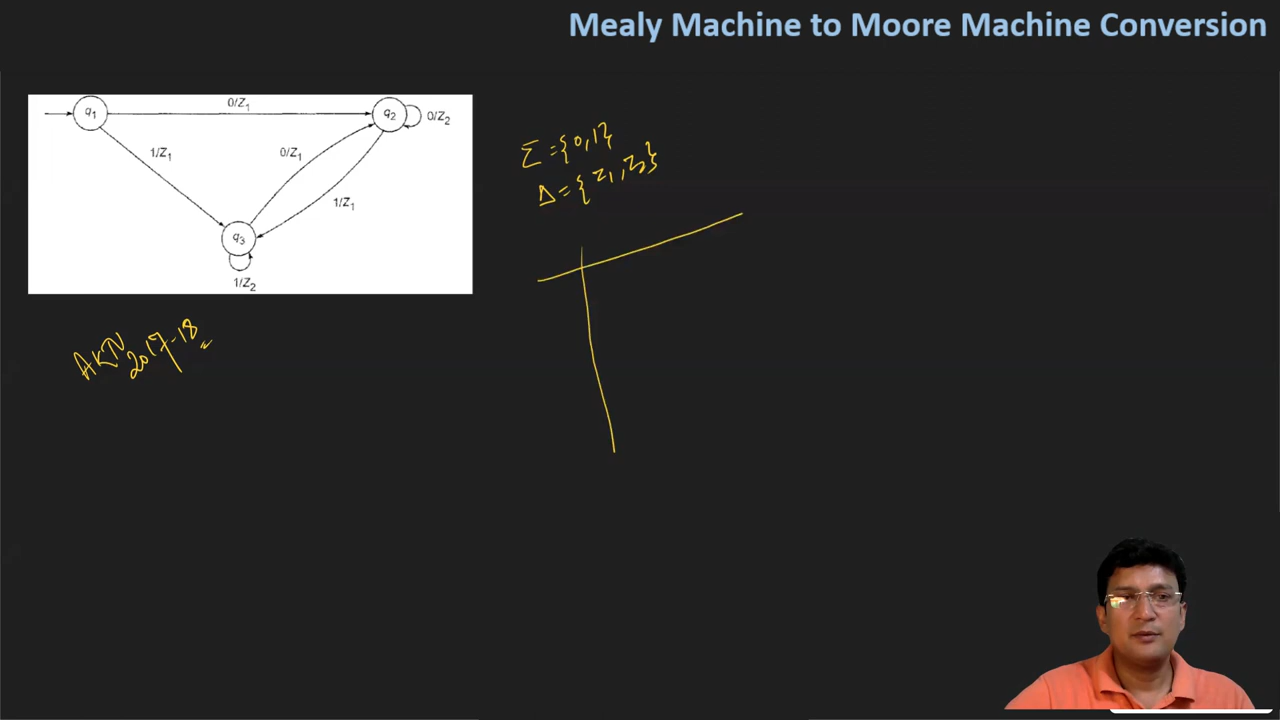 Mealy Machine to Moore Machine Conversion
q1 0/Z1 q2 0/Z2
1/Z1 0/Z1
1/Z1
q3
1/Z2
Σ={0,1}
Δ={Z1,Z2}
AKTU 2017-18